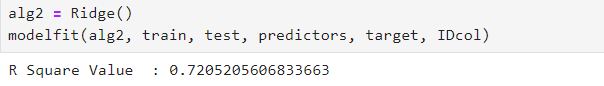 alg2 = Ridge()
modelfit(alg2, train, test, predictors, target, IDcol)
R Square Value  : 0.7205205606833663